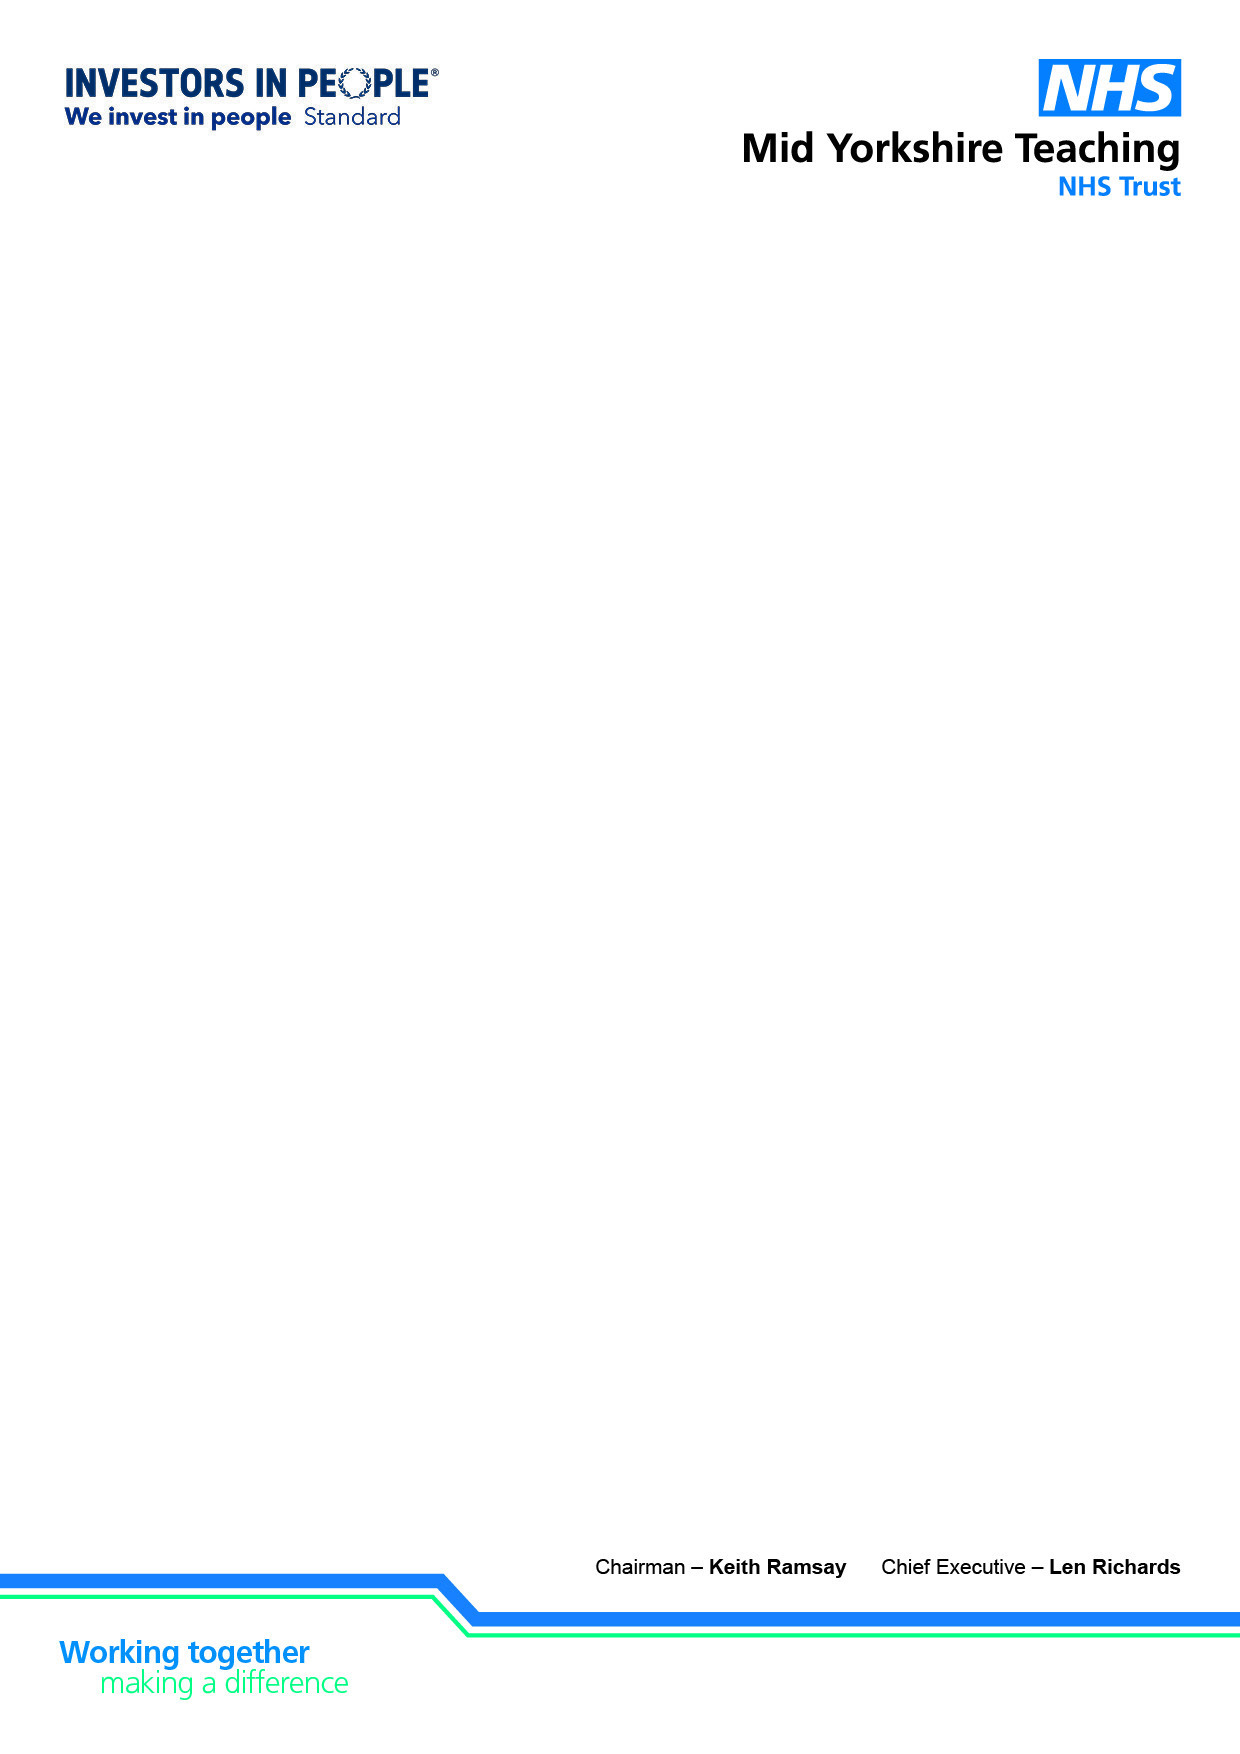 INVESTORS IN PEOPLE®
We invest in people Standard
NHS
Mid Yorkshire Teaching
NHS Trust
Chairman – Keith Ramsay Chief Executive – Len Richards
Working together
making a difference